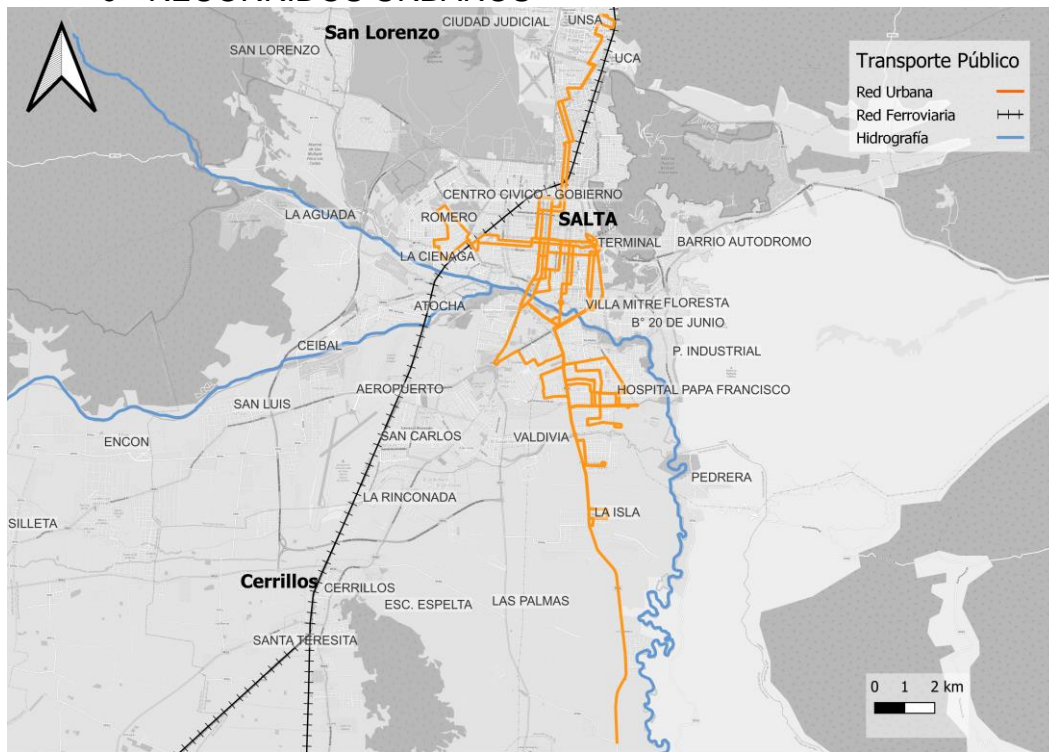 RECORRIDOS URBANOS
CIUDAD JUDICIAL
UNSA
San Lorenzo
SAN LORENZO
UCA
Transporte Público
Red Urbana
Red Ferroviaria
Hidrografía
CENTRO CIVICO - GOBIERNO
LA AGUADA
ROMERO
SALTA
TERMINAL
BARRIO AUTODROMO
LA CIENAGA
ATOCHA
VILLA MITRE
FLORESTA
B° 20 DE JUNIO
CEIBAL
P. INDUSTRIAL
AEROPUERTO
HOSPITAL PAPA FRANCISCO
SAN LUIS
ENCON
SAN CARLOS
VALDIVIA
PEDRERA
LA RINCONADA
LA ISLA
SILLETA
Cerrillos
CERRILLOS
ESC. ESPELTA
LAS PALMAS
SANTA TERESITA
0 1 2 km